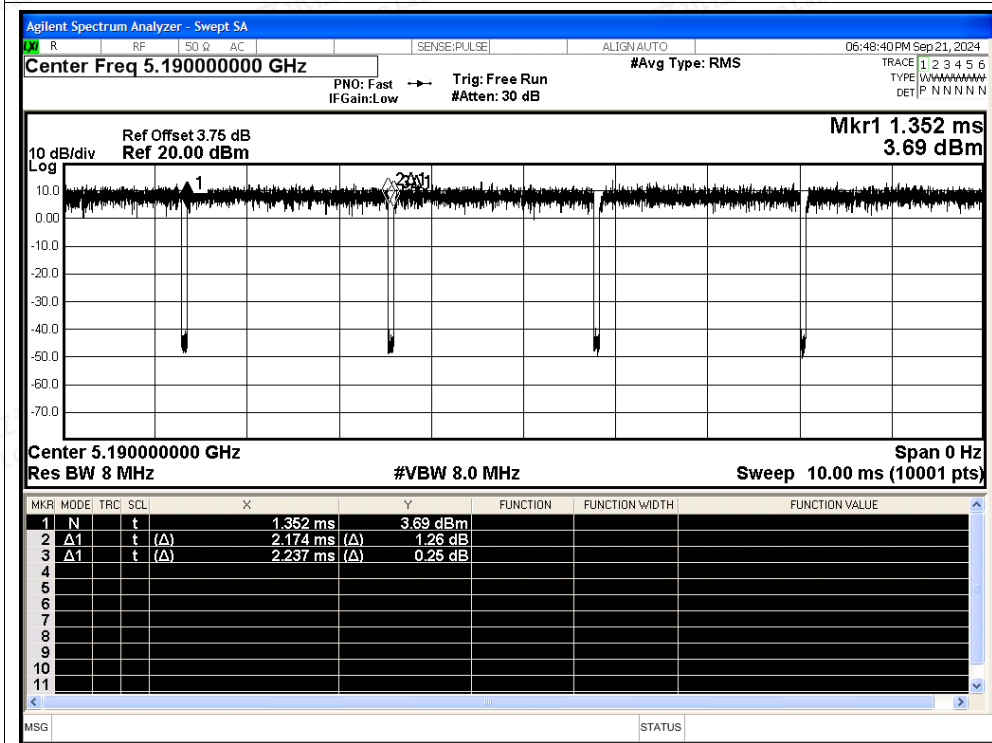 Agilent Spectrum Analyzer - Swept SA
LXI R RF 50 Ω AC SENSE:PULSE ALIGN AUTO 06:48:40 PM Sep 21, 2024
Center Freq 5.190000000 GHz #Avg Type: RMS TRACE 1 2 3 4 5 6
PNO: Fast Trig: Free Run TYPE WWWWWW
IFGain:Low #Atten: 30 dB DET P N N N N N
Mkr1 1.352 ms
Ref Offset 3.75 dB
10 dB/div Ref 20.00 dBm 3.69 dBm
Log
1 2Δ1 3Δ1
10.0
0.00
-10.0
-20.0
-30.0
-40.0
-50.0
-60.0
-70.0
Center 5.190000000 GHz Span 0 Hz
Res BW 8 MHz #VBW 8.0 MHz Sweep 10.00 ms (10001 pts)
MKR MODE TRC SCL X Y FUNCTION FUNCTION WIDTH FUNCTION VALUE
1 N t 1.352 ms 3.69 dBm
2 Δ1 t (Δ) 2.174 ms (Δ) 1.26 dB
3 Δ1 t (Δ) 2.237 ms (Δ) 0.25 dB
4
5
6
7
8
9
10
11
MSG STATUS